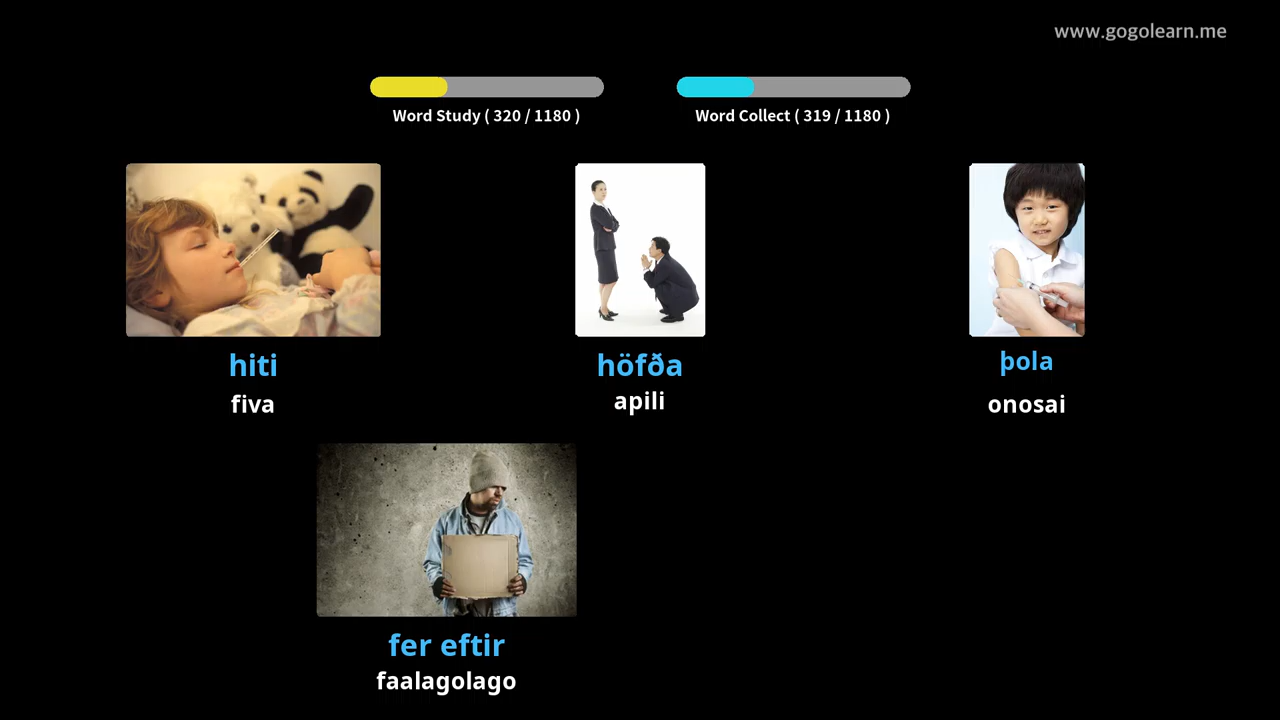 www.gogolearn.me
Word Study ( 320 / 1180 )
Word Collect ( 319 / 1180 )
hiti
fiva
höfða
apili
þola
onosai
fer eftir
faalagolago